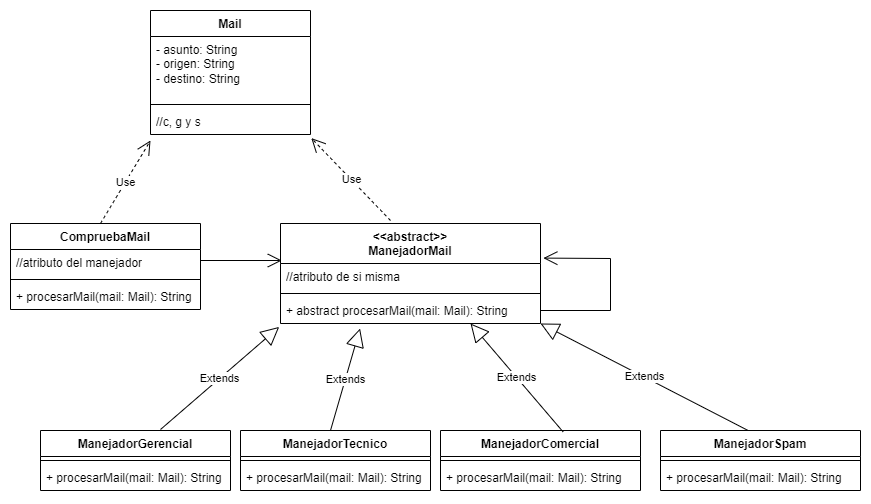 Mail
- asunto: String
- origen: String
- destino: String
//c, g y s
Use
Use
CompruebaMail
//atributo del manejador
+ procesarMail(mail: Mail): String
<<abstract>>
ManejadorMail
//atributo de si misma
+ abstract procesarMail(mail: Mail): String
Extends
Extends
Extends
Extends
ManejadorGerencial
+ procesarMail(mail: Mail): String
ManejadorTecnico
+ procesarMail(mail: Mail): String
ManejadorComercial
+ procesarMail(mail: Mail): String
ManejadorSpam
+ procesarMail(mail: Mail): String